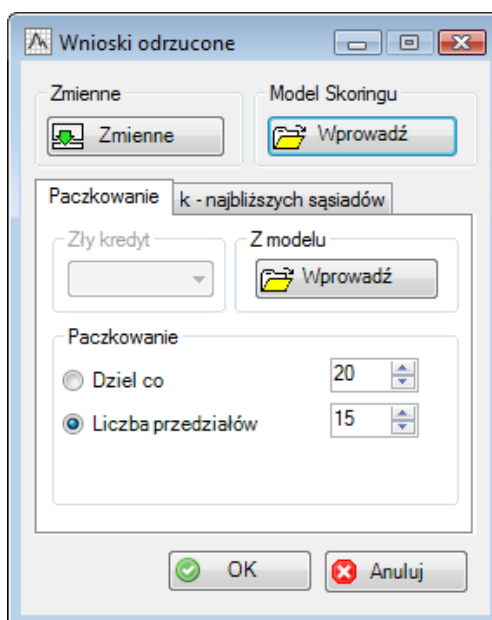 Wnioski odrzucone
Zmienne
Model Skoringu
Zmienne
Wprowadź
Paczkowanie
k - najbliższych sąsiadów
Zły kredyt
Z modelu
Wprowadź
Paczkowanie
Dziel co
20
Liczba przedziałów
15
OK
Anuluj